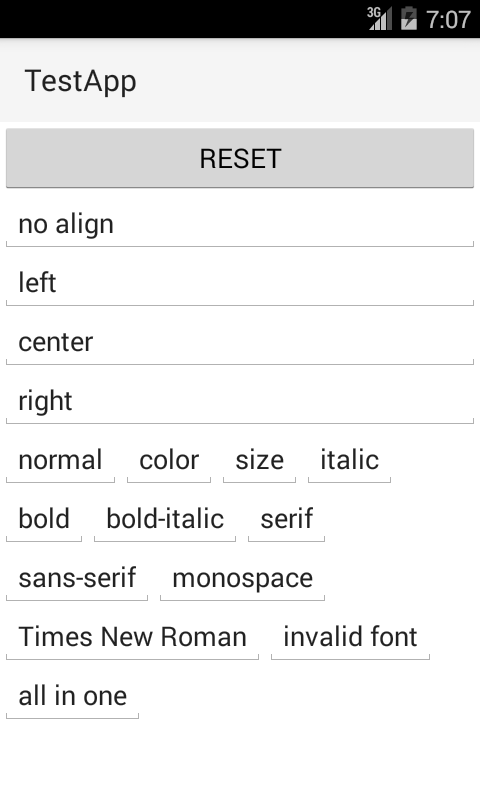 3G 7:07
TestApp
RESET
no align
left
center
right
normal color size italic
bold bold-italic serif
sans-serif monospace
Times New Roman invalid font
all in one